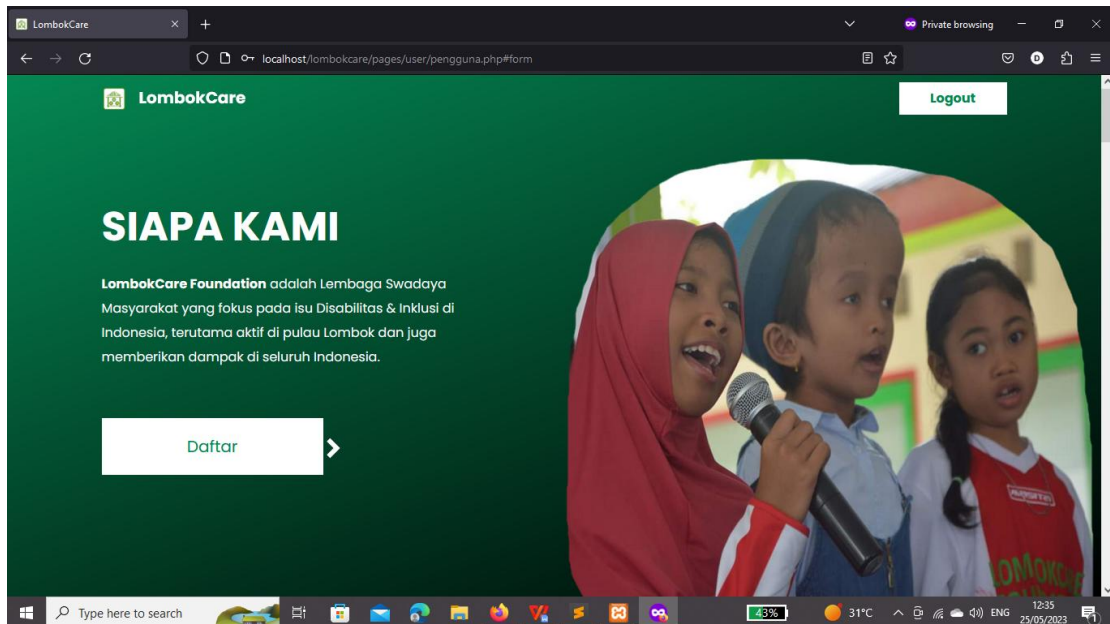 LombokCare
Private browsing
localhost/lombokcare/pages/user/pengguna.php#form
LombokCare
Logout
SIAPA KAMI
LombokCare Foundation adalah Lembaga Swadaya
Masyarakat yang fokus pada isu Disabilitas & Inklusi di
Indonesia, terutama aktif di pulau Lombok dan juga
memberikan dampak di seluruh Indonesia.
Daftar
Type here to search
43%
31°C
ENG
12:35
25/05/2023